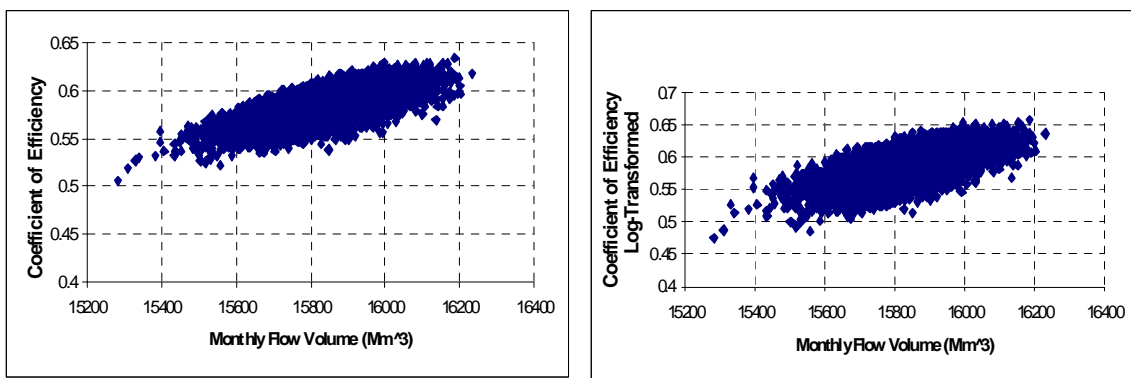 0.65
0.6
0.55
0.5
0.45
0.4
Coefficient of Efficiency
15200 15400 15600 15800 16000 16200 16400
Monthly Flow Volume (Mm^3)
0.7
0.65
0.6
0.55
0.5
0.45
0.4
Coefficient of Efficiency
Log-Transformed
15200 15400 15600 15800 16000 16200 16400
Monthly Flow Volume (Mm^3)